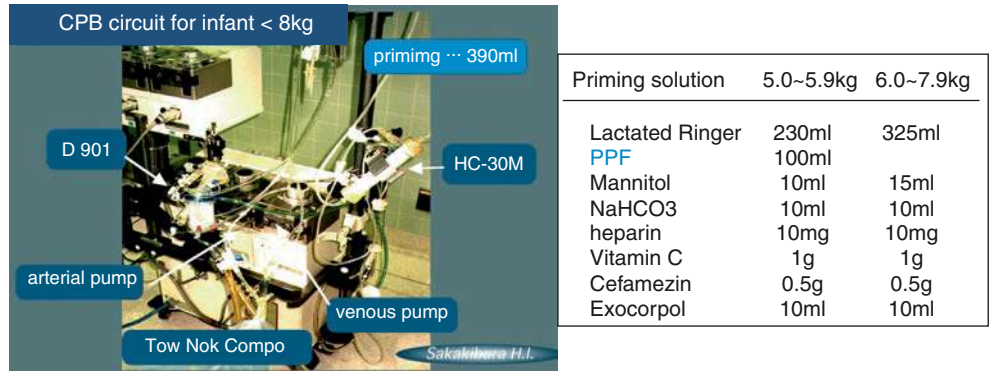 CPB circuit for infant < 8kg
primimg ··· 390ml
D 901
HC-30M
arterial pump
venous pump
Tow Nok Compo
Sakakibara H.I.
Priming solution 5.0~5.9kg 6.0~7.9kg
Lactated Ringer 230ml 325ml
PPF 100ml
Mannitol 10ml 15ml
NaHCO3 10ml 10ml
heparin 10mg 10mg
Vitamin C 1g 1g
Cefamezin 0.5g 0.5g
Exocorpol 10ml 10ml